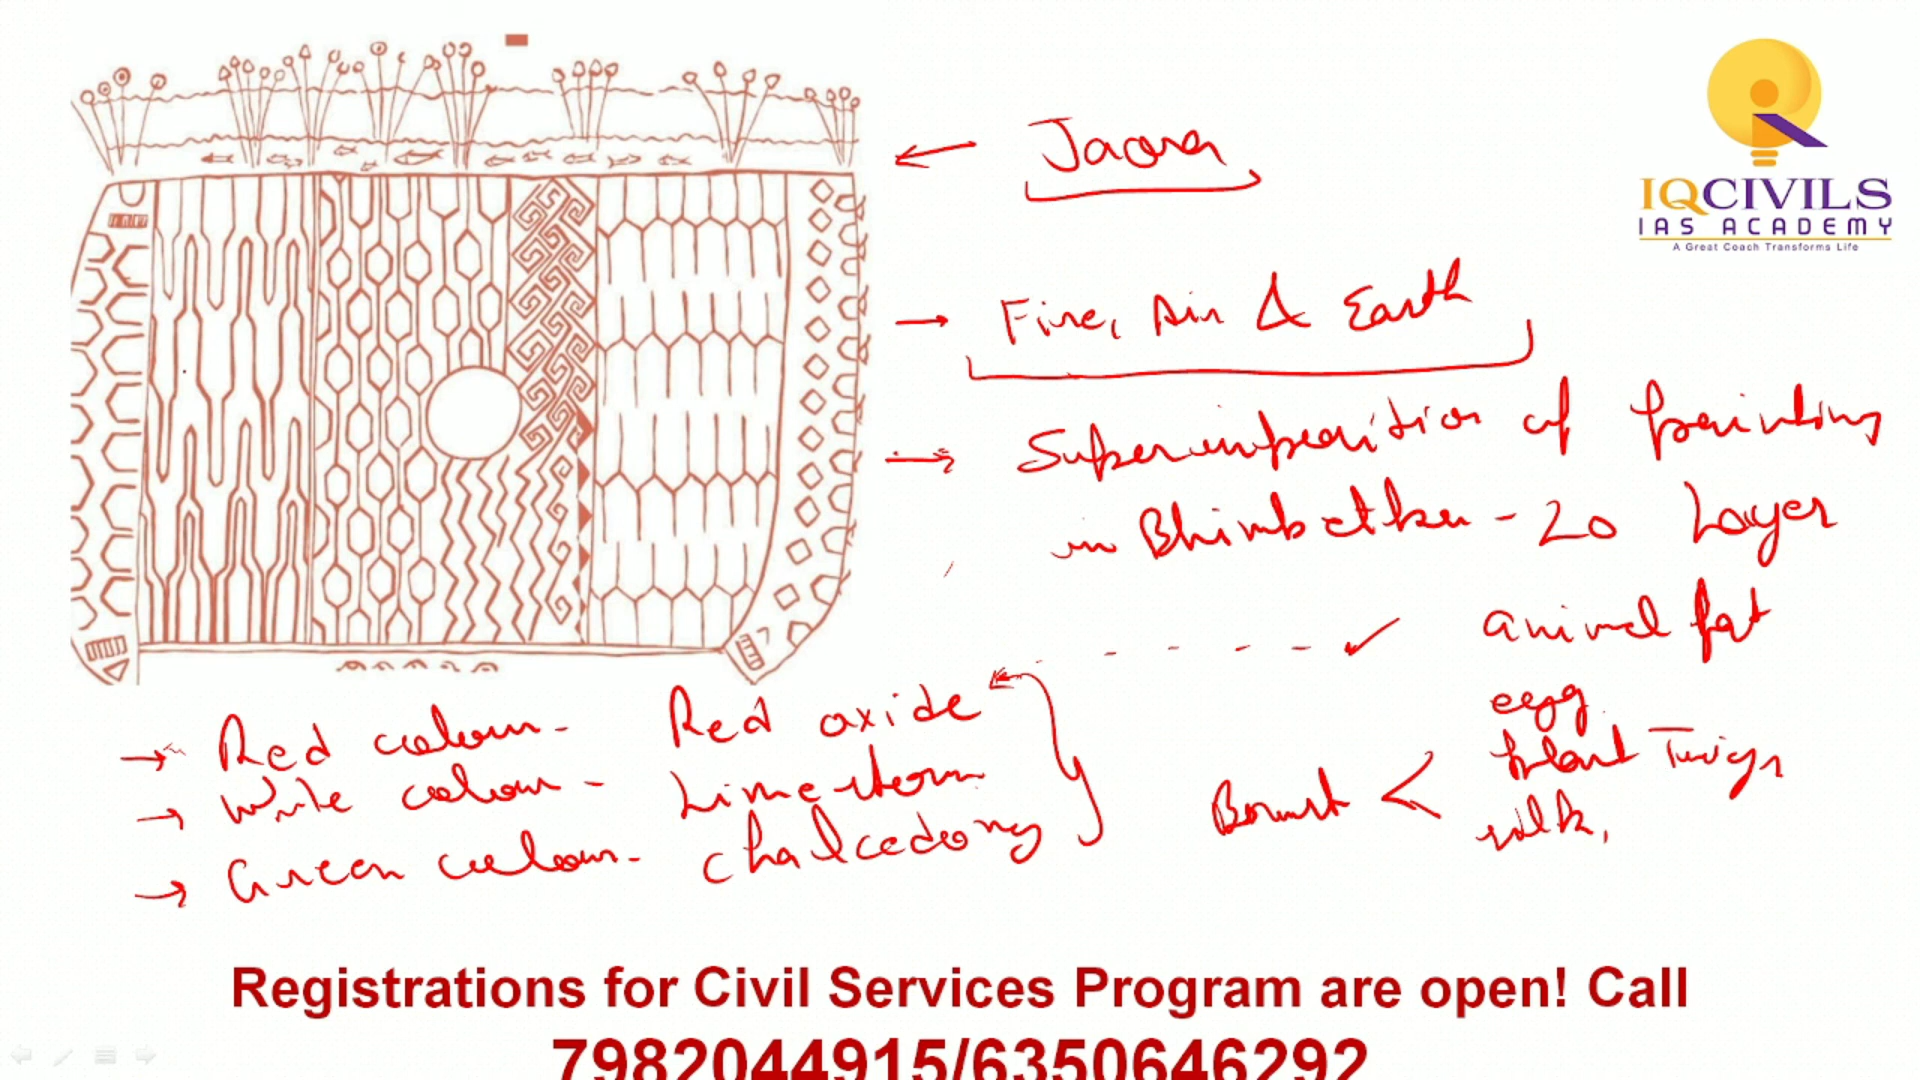 Jaora
IQCIVILS
IAS ACADEMY
A Great Coach Transforms Life
Fire, Air & Earth
Superimposition of painting
in Bhimbetka - 20 Layer
animal fat
egg
plant Twigs
milk,
Brush <
Red colour - Red oxide
White colour - Limestone
Green colour - chalcedony
Registrations for Civil Services Program are open! Call
7982044915/6350646292